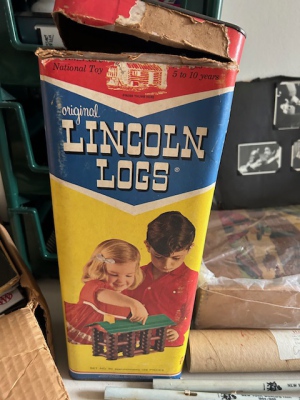 National Toy
5 to 10 years
original
LINCOLN
LOGS®